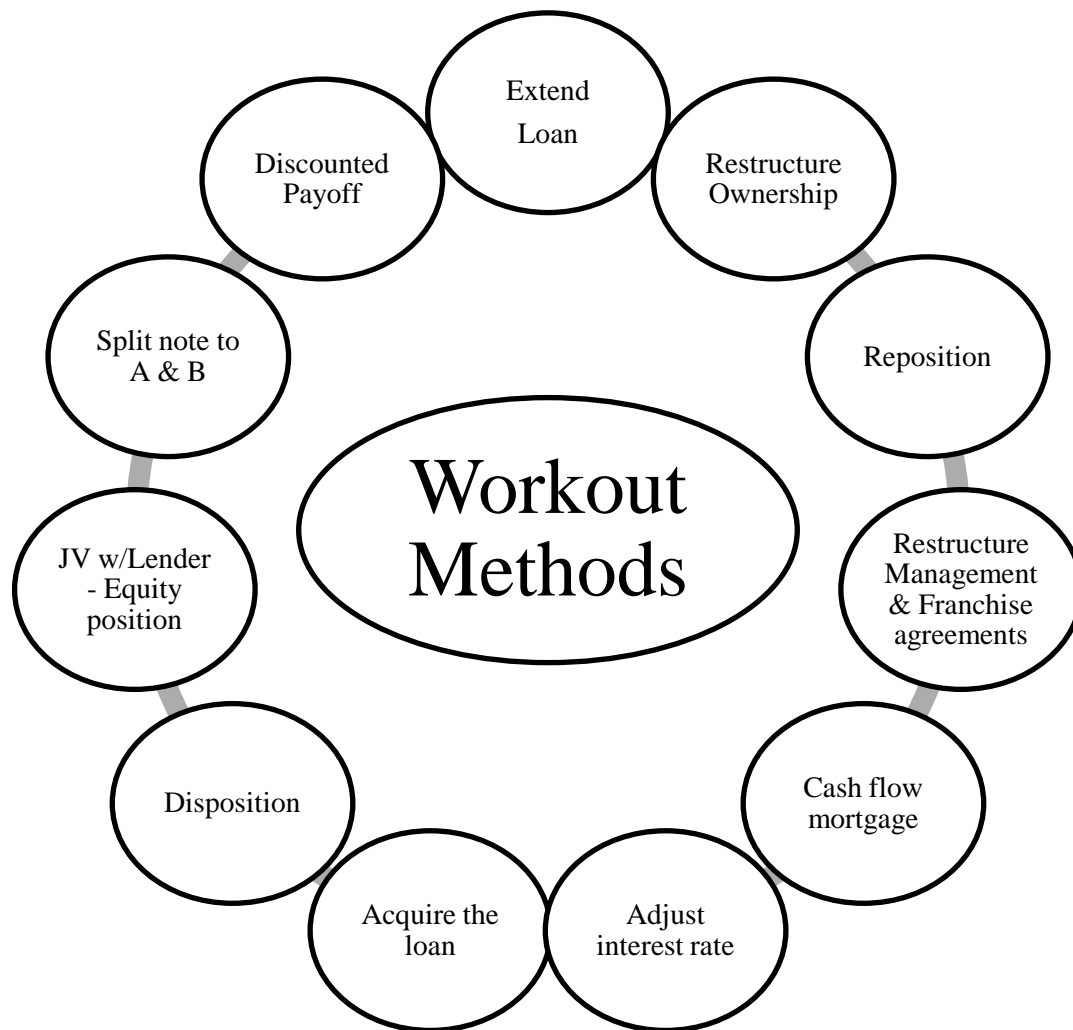 Extend
Loan
Restructure
Ownership
Reposition
Restructure
Management
& Franchise
agreements
Cash flow
mortgage
Adjust
interest rate
Acquire the
loan
Disposition
JV w/Lender
- Equity
position
Split note to
A & B
Discounted
Payoff
Workout
Methods